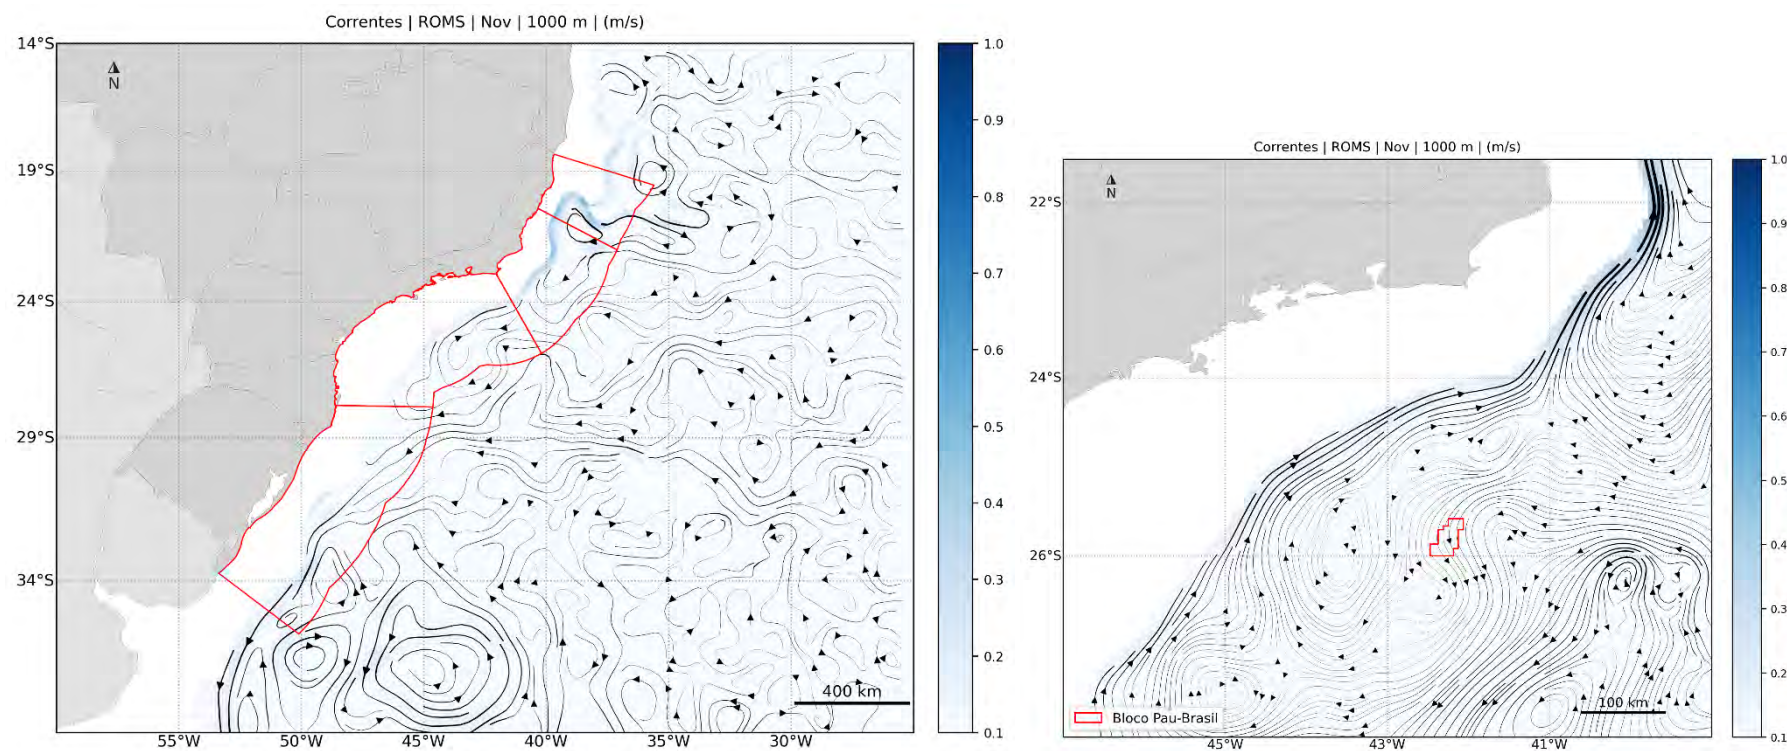 Correntes | ROMS | Nov | 1000 m | (m/s)
14°S
19°S
24°S
29°S
34°S
55°W
50°W
45°W
40°W
35°W
30°W
N
400 km
1.0
0.9
0.8
0.7
0.6
0.5
0.4
0.3
0.2
0.1
Correntes | ROMS | Nov | 1000 m | (m/s)
22°S
24°S
26°S
45°W
43°W
41°W
N
Bloco Pau-Brasil
100 km
1.0
0.9
0.8
0.7
0.6
0.5
0.4
0.3
0.2
0.1